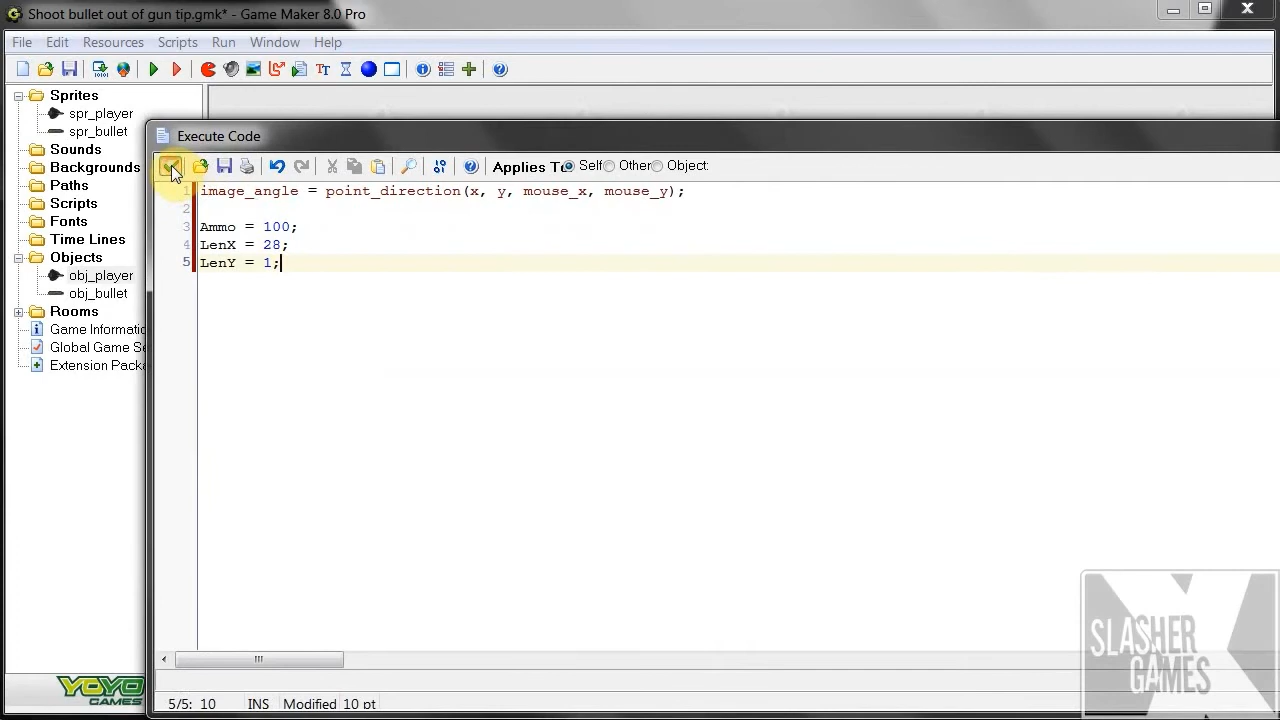 Shoot bullet out of gun tip.gmk* - Game Maker 8.0 Pro
File Edit Resources Scripts Run Window Help
Sprites
spr_player
spr_bullet
Sounds
Backgrounds
Paths
Scripts
Fonts
Time Lines
Objects
obj_player
obj_bullet
Rooms
Game Informatic
Global Game Se
Extension Packa
Execute Code
Applies To Self Other Object:
1 image_angle = point_direction(x, y, mouse_x, mouse_y);
2
3 Ammo = 100;
4 LenX = 28;
5 LenY = 1;
5/5: 10 INS Modified 10 pt
YOYO
GAMES
SLASHER
GAMES